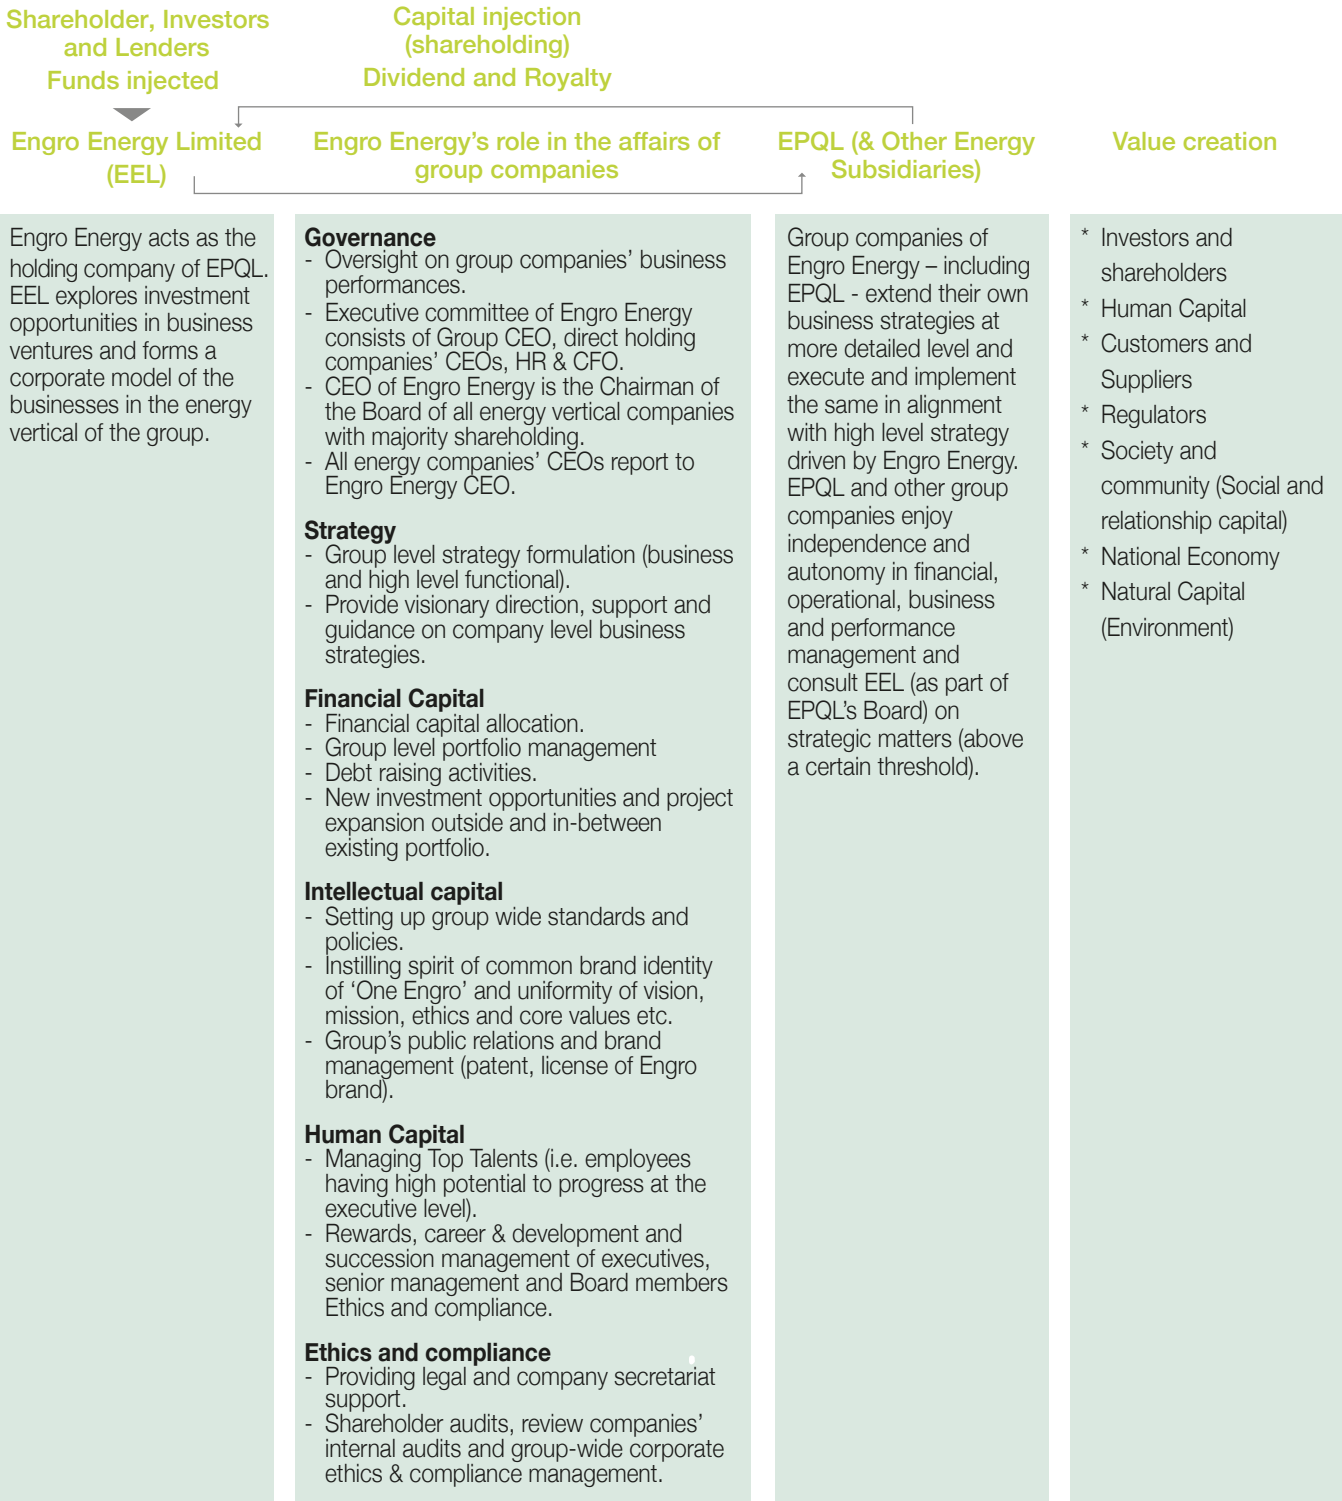 Shareholder, Investors
and Lenders
Funds injected
Capital injection
(shareholding)
Dividend and Royalty
Engro Energy Limited
(EEL)
Engro Energy’s role in the affairs of
group companies
EPQL (& Other Energy
Subsidiaries)
Value creation
Engro Energy acts as the
holding company of EPQL.
EEL explores investment
opportunities in business
ventures and forms a
corporate model of the
businesses in the energy
vertical of the group.
Governance
- Oversight on group companies’ business
performances.
- Executive committee of Engro Energy
consists of Group CEO, direct holding
companies’ CEOs, HR & CFO.
- CEO of Engro Energy is the Chairman of
the Board of all energy vertical companies
with majority shareholding.
- All energy companies’ CEOs report to
Engro Energy CEO.
Strategy
- Group level strategy formulation (business
and high level functional).
- Provide visionary direction, support and
guidance on company level business
strategies.
Financial Capital
- Financial capital allocation.
- Group level portfolio management
- Debt raising activities.
- New investment opportunities and project
expansion outside and in-between
existing portfolio.
Intellectual capital
- Setting up group wide standards and
policies.
- Instilling spirit of common brand identity
of ‘One Engro’ and uniformity of vision,
mission, ethics and core values etc.
- Group’s public relations and brand
management (patent, license of Engro
brand).
Human Capital
- Managing Top Talents (i.e. employees
having high potential to progress at the
executive level).
- Rewards, career & development and
succession management of executives,
senior management and Board members
Ethics and compliance.
Ethics and compliance
- Providing legal and company secretariat
support.
- Shareholder audits, review companies’
internal audits and group-wide corporate
ethics & compliance management.
Group companies of
Engro Energy – including
EPQL - extend their own
business strategies at
more detailed level and
execute and implement
the same in alignment
with high level strategy
driven by Engro Energy.
EPQL and other group
companies enjoy
independence and
autonomy in financial,
operational, business
and performance
management and
consult EEL (as part of
EPQL’s Board) on
strategic matters (above
a certain threshold).
* Investors and
shareholders
* Human Capital
* Customers and
Suppliers
* Regulators
* Society and
community (Social and
relationship capital)
* National Economy
* Natural Capital
(Environment)